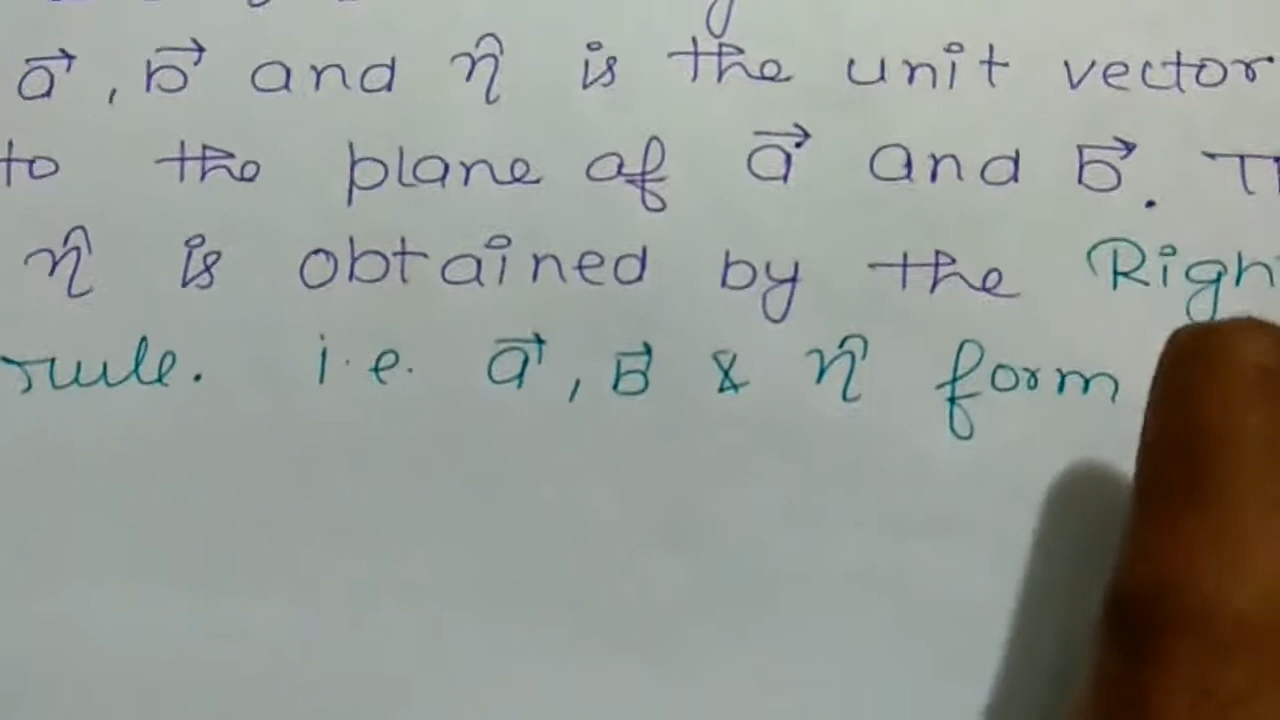 a⃗, b⃗ and n̂ is the unit vector
to the plane of a⃗ and b⃗. T
n̂ is obtained by the Righ
rule. i.e. a⃗, b⃗ & n̂ form